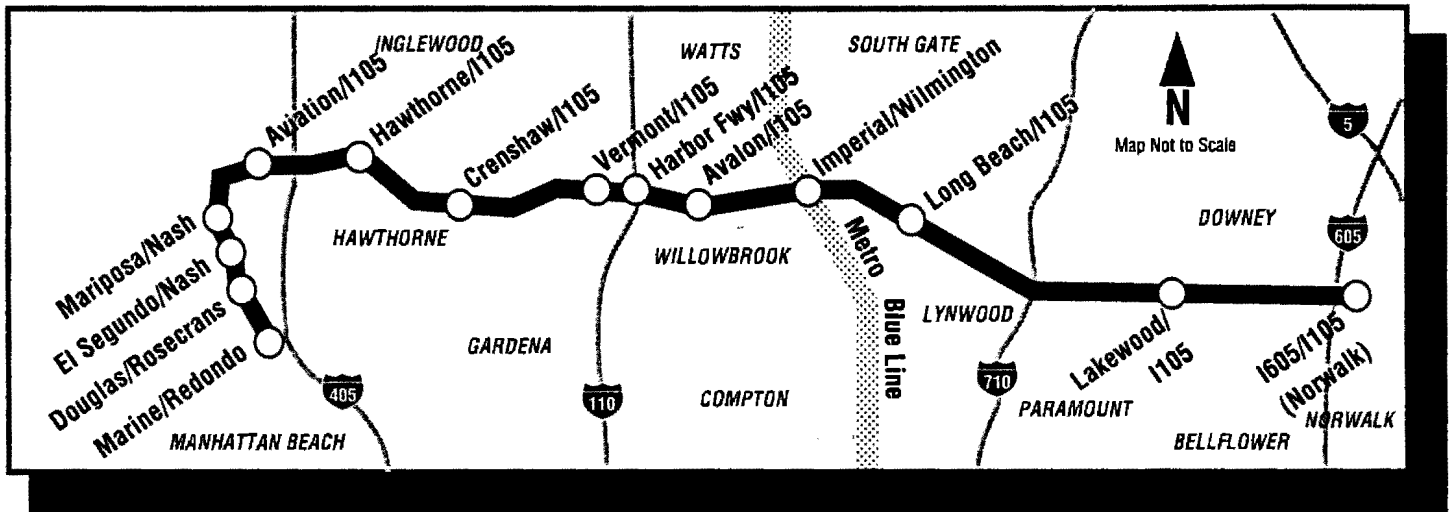 INGLEWOOD
WATTS
SOUTH GATE
N
Map Not to Scale
5
Aviation/I105
Hawthorne/I105
Crenshaw/I105
Vermont/I105
Harbor Fwy/I105
Avalon/I105
Imperial/Wilmington
Long Beach/I105
DOWNEY
605
HAWTHORNE
WILLOWBROOK
Metro
Blue Line
Mariposa/Nash
El Segundo/Nash
Douglas/Rosecrans
Marine/Redondo
LYNWOOD
GARDENA
Lakewood/
I105
I605/I105
(Norwalk)
405
110
710
COMPTON
PARAMOUNT
NORWALK
MANHATTAN BEACH
BELLFLOWER